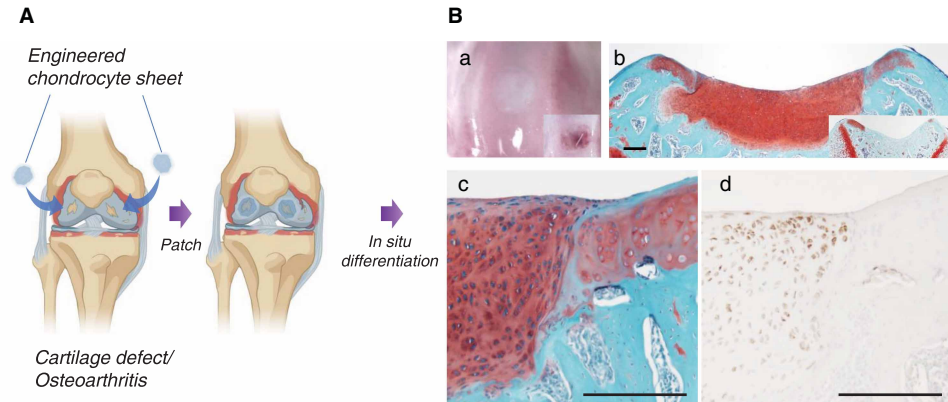 A
Engineered
chondrocyte sheet
Patch
In situ
differentiation
Cartilage defect/
Osteoarthritis
B
a
b
c
d